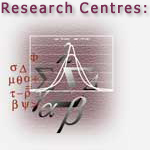 Research Centres:
Φ
σ Δ
μ θ σ
τ – ρ̄
β ψ
Σ
α β